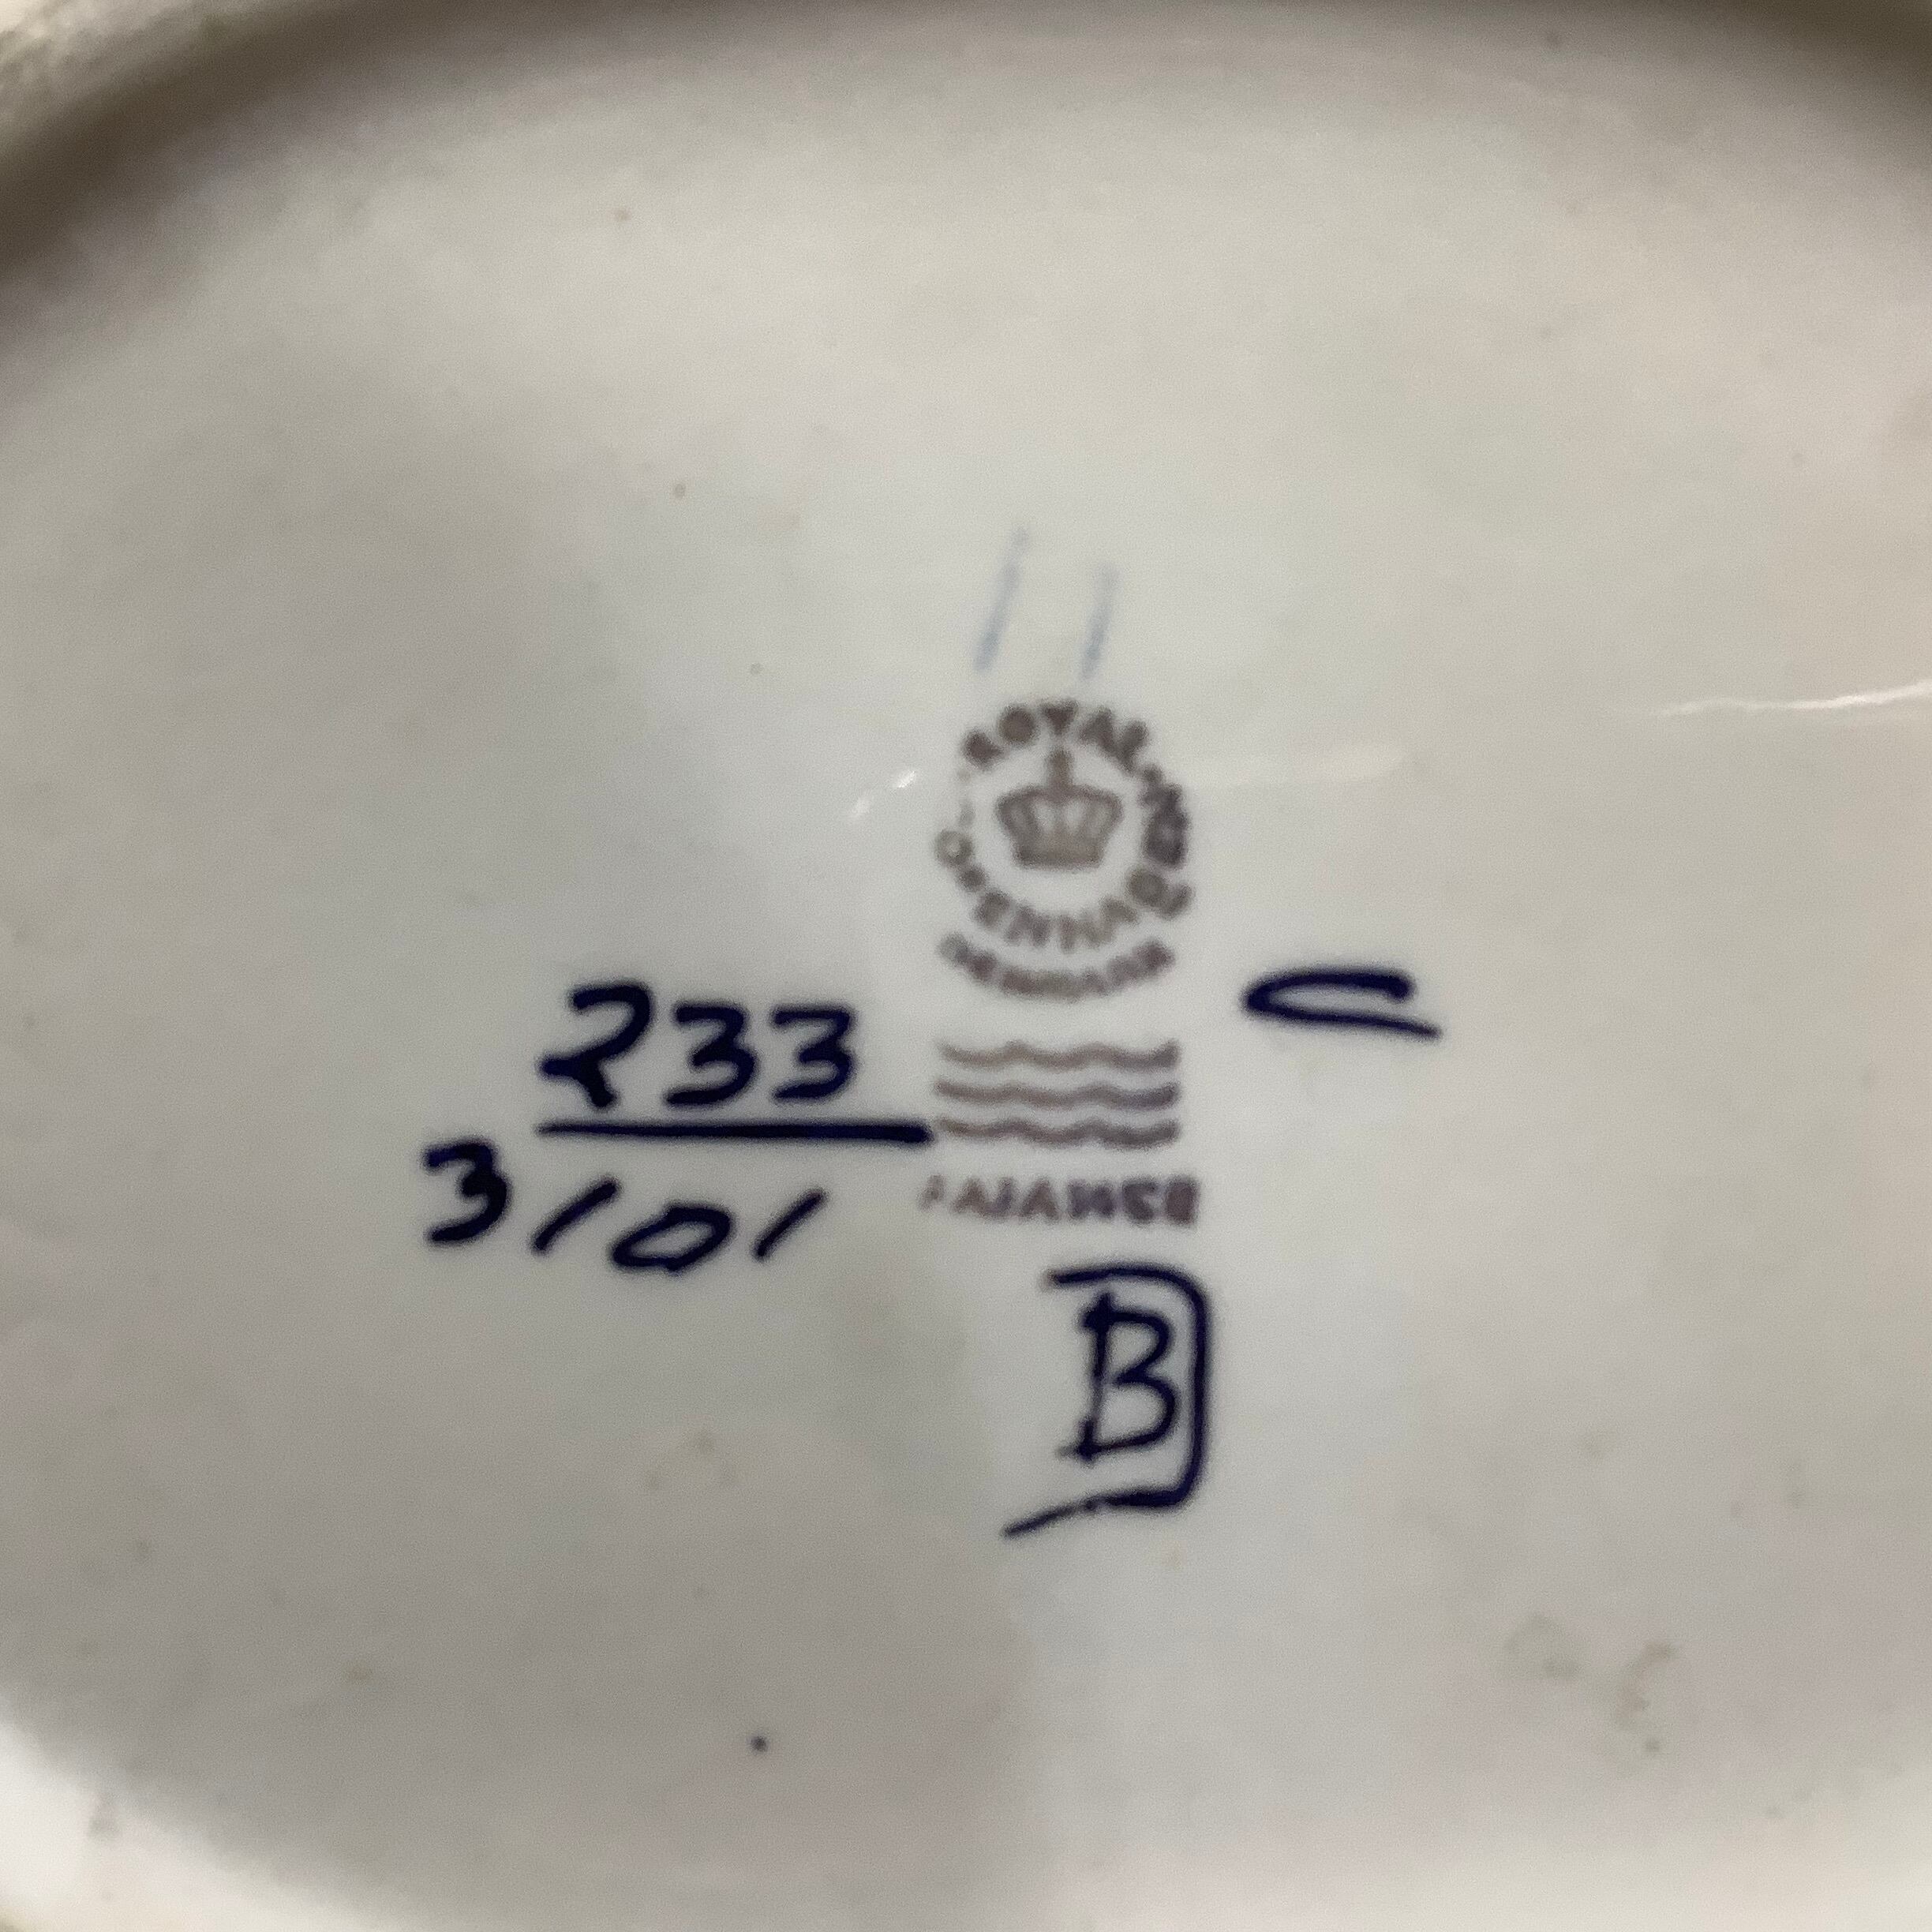 ROYAL
COPENHAGEN
DENMARK
233
3101
FAJANCE
B